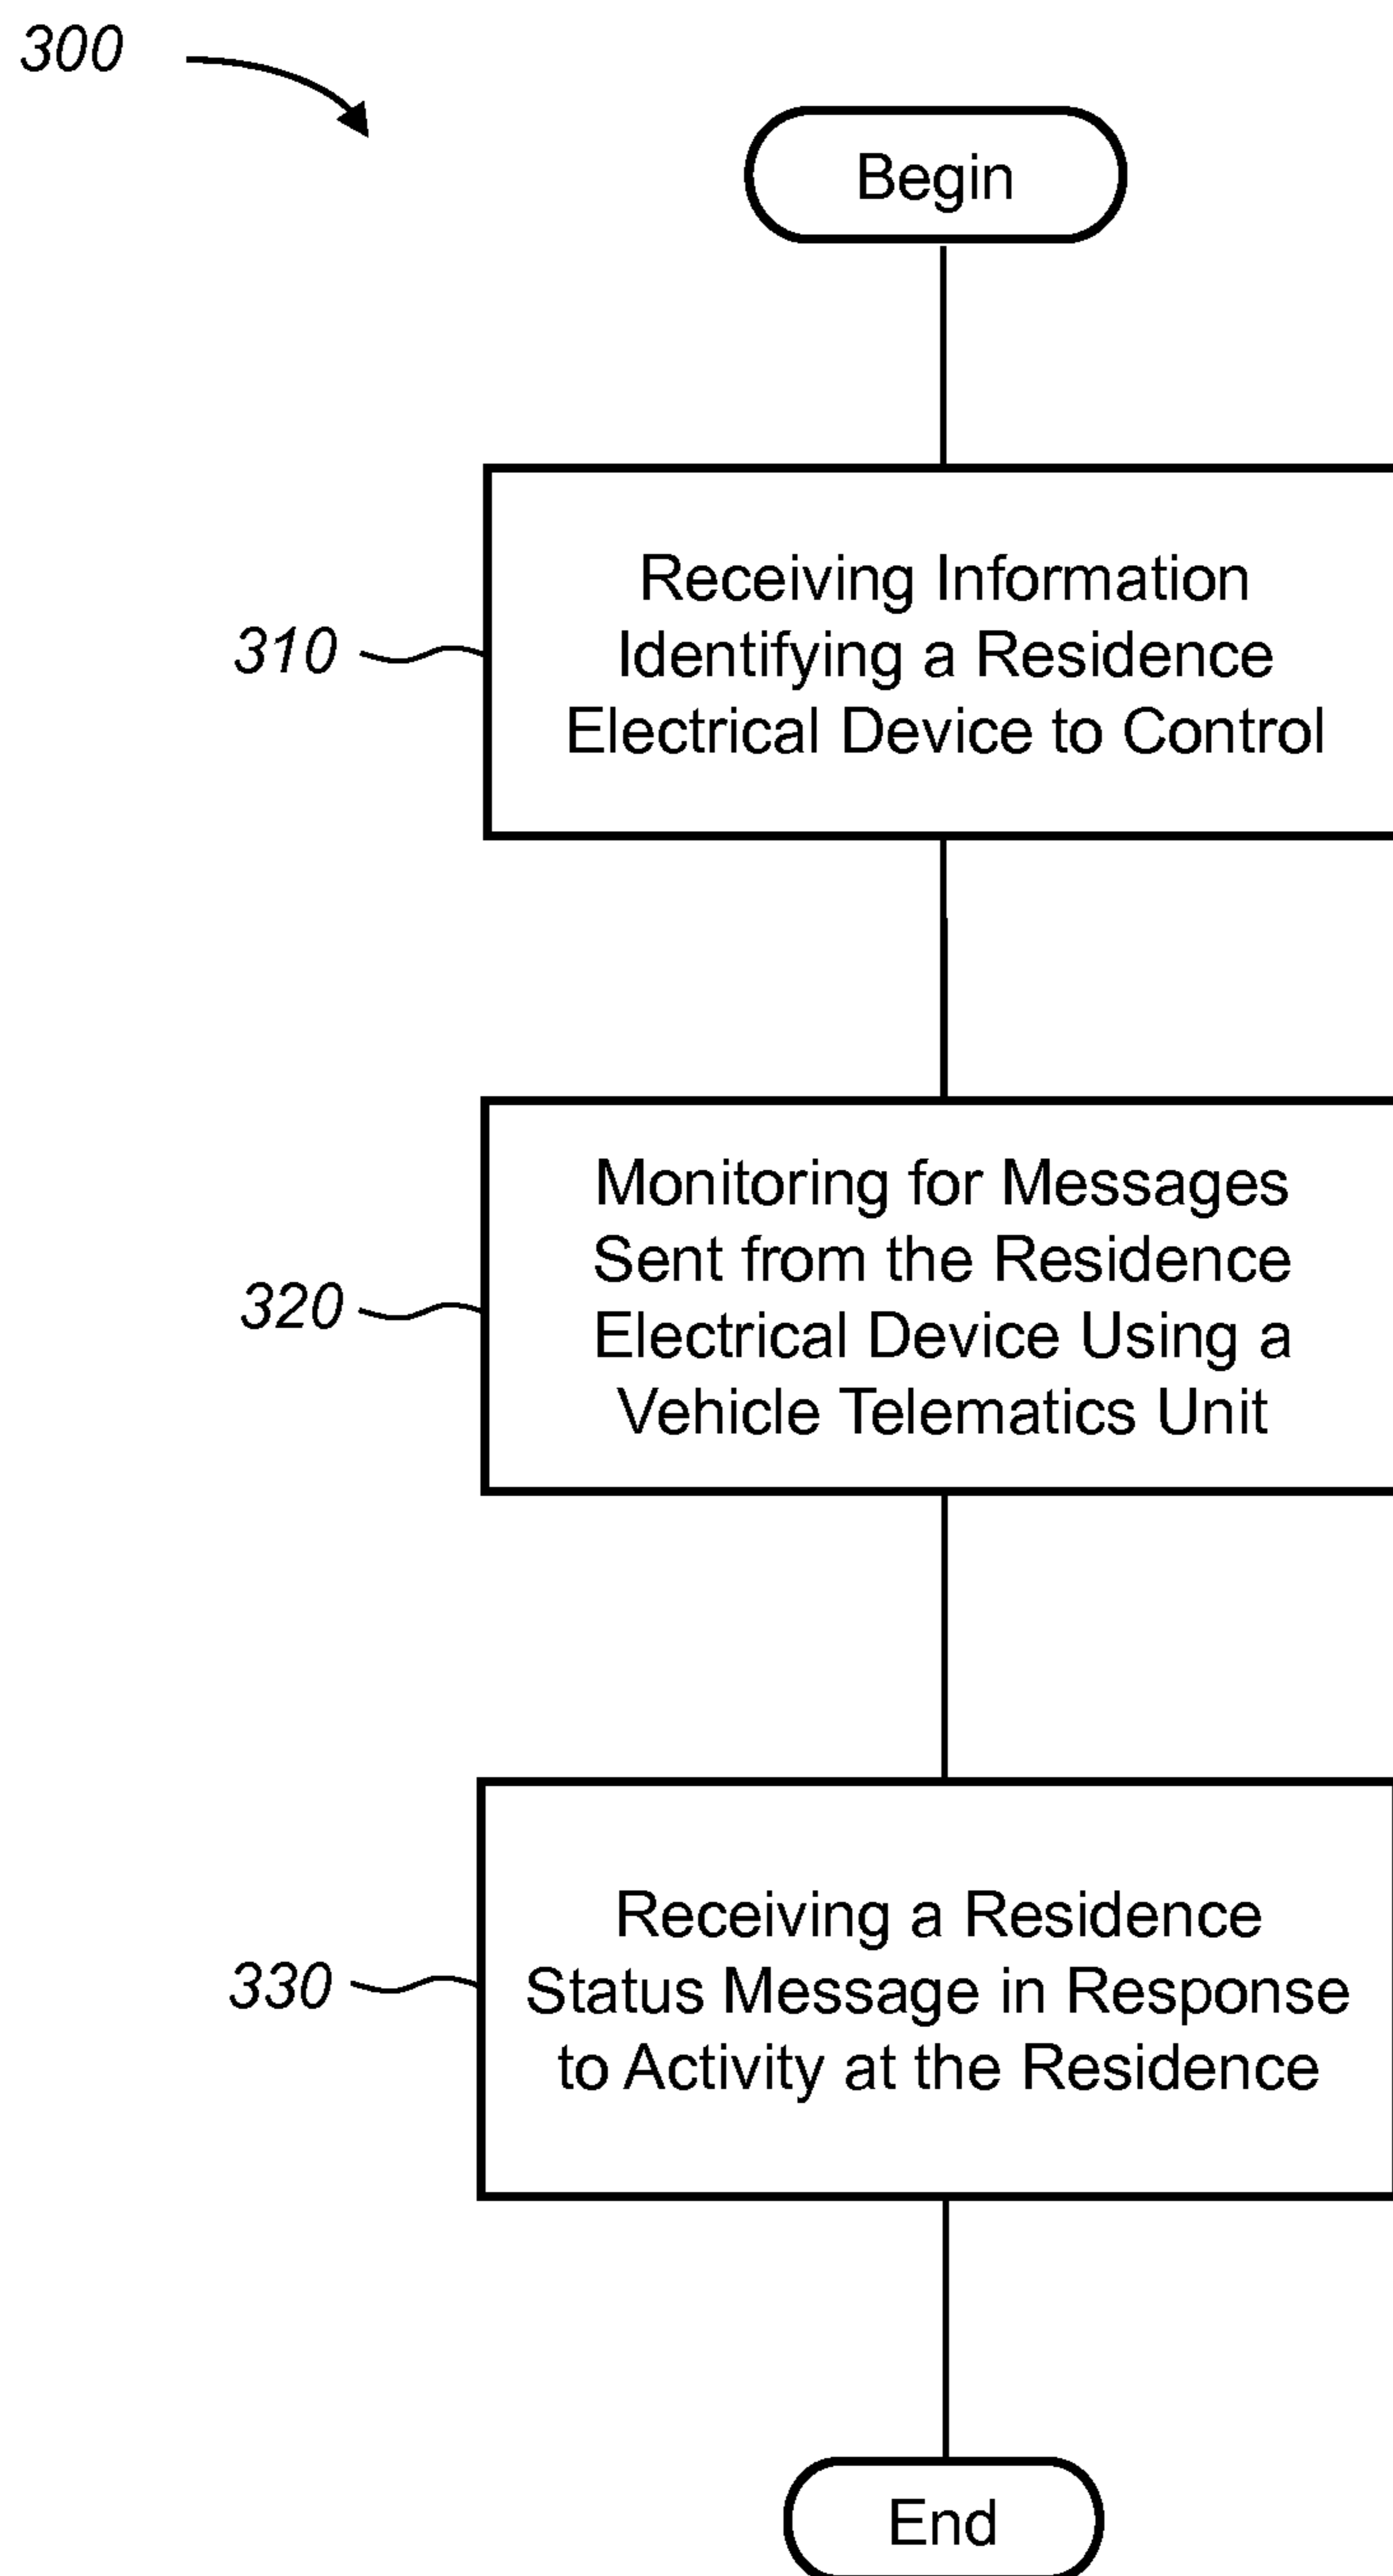 300
Begin
310
Receiving Information
Identifying a Residence
Electrical Device to Control
320
Monitoring for Messages
Sent from the Residence
Electrical Device Using a
Vehicle Telematics Unit
330
Receiving a Residence
Status Message in Response
to Activity at the Residence
End